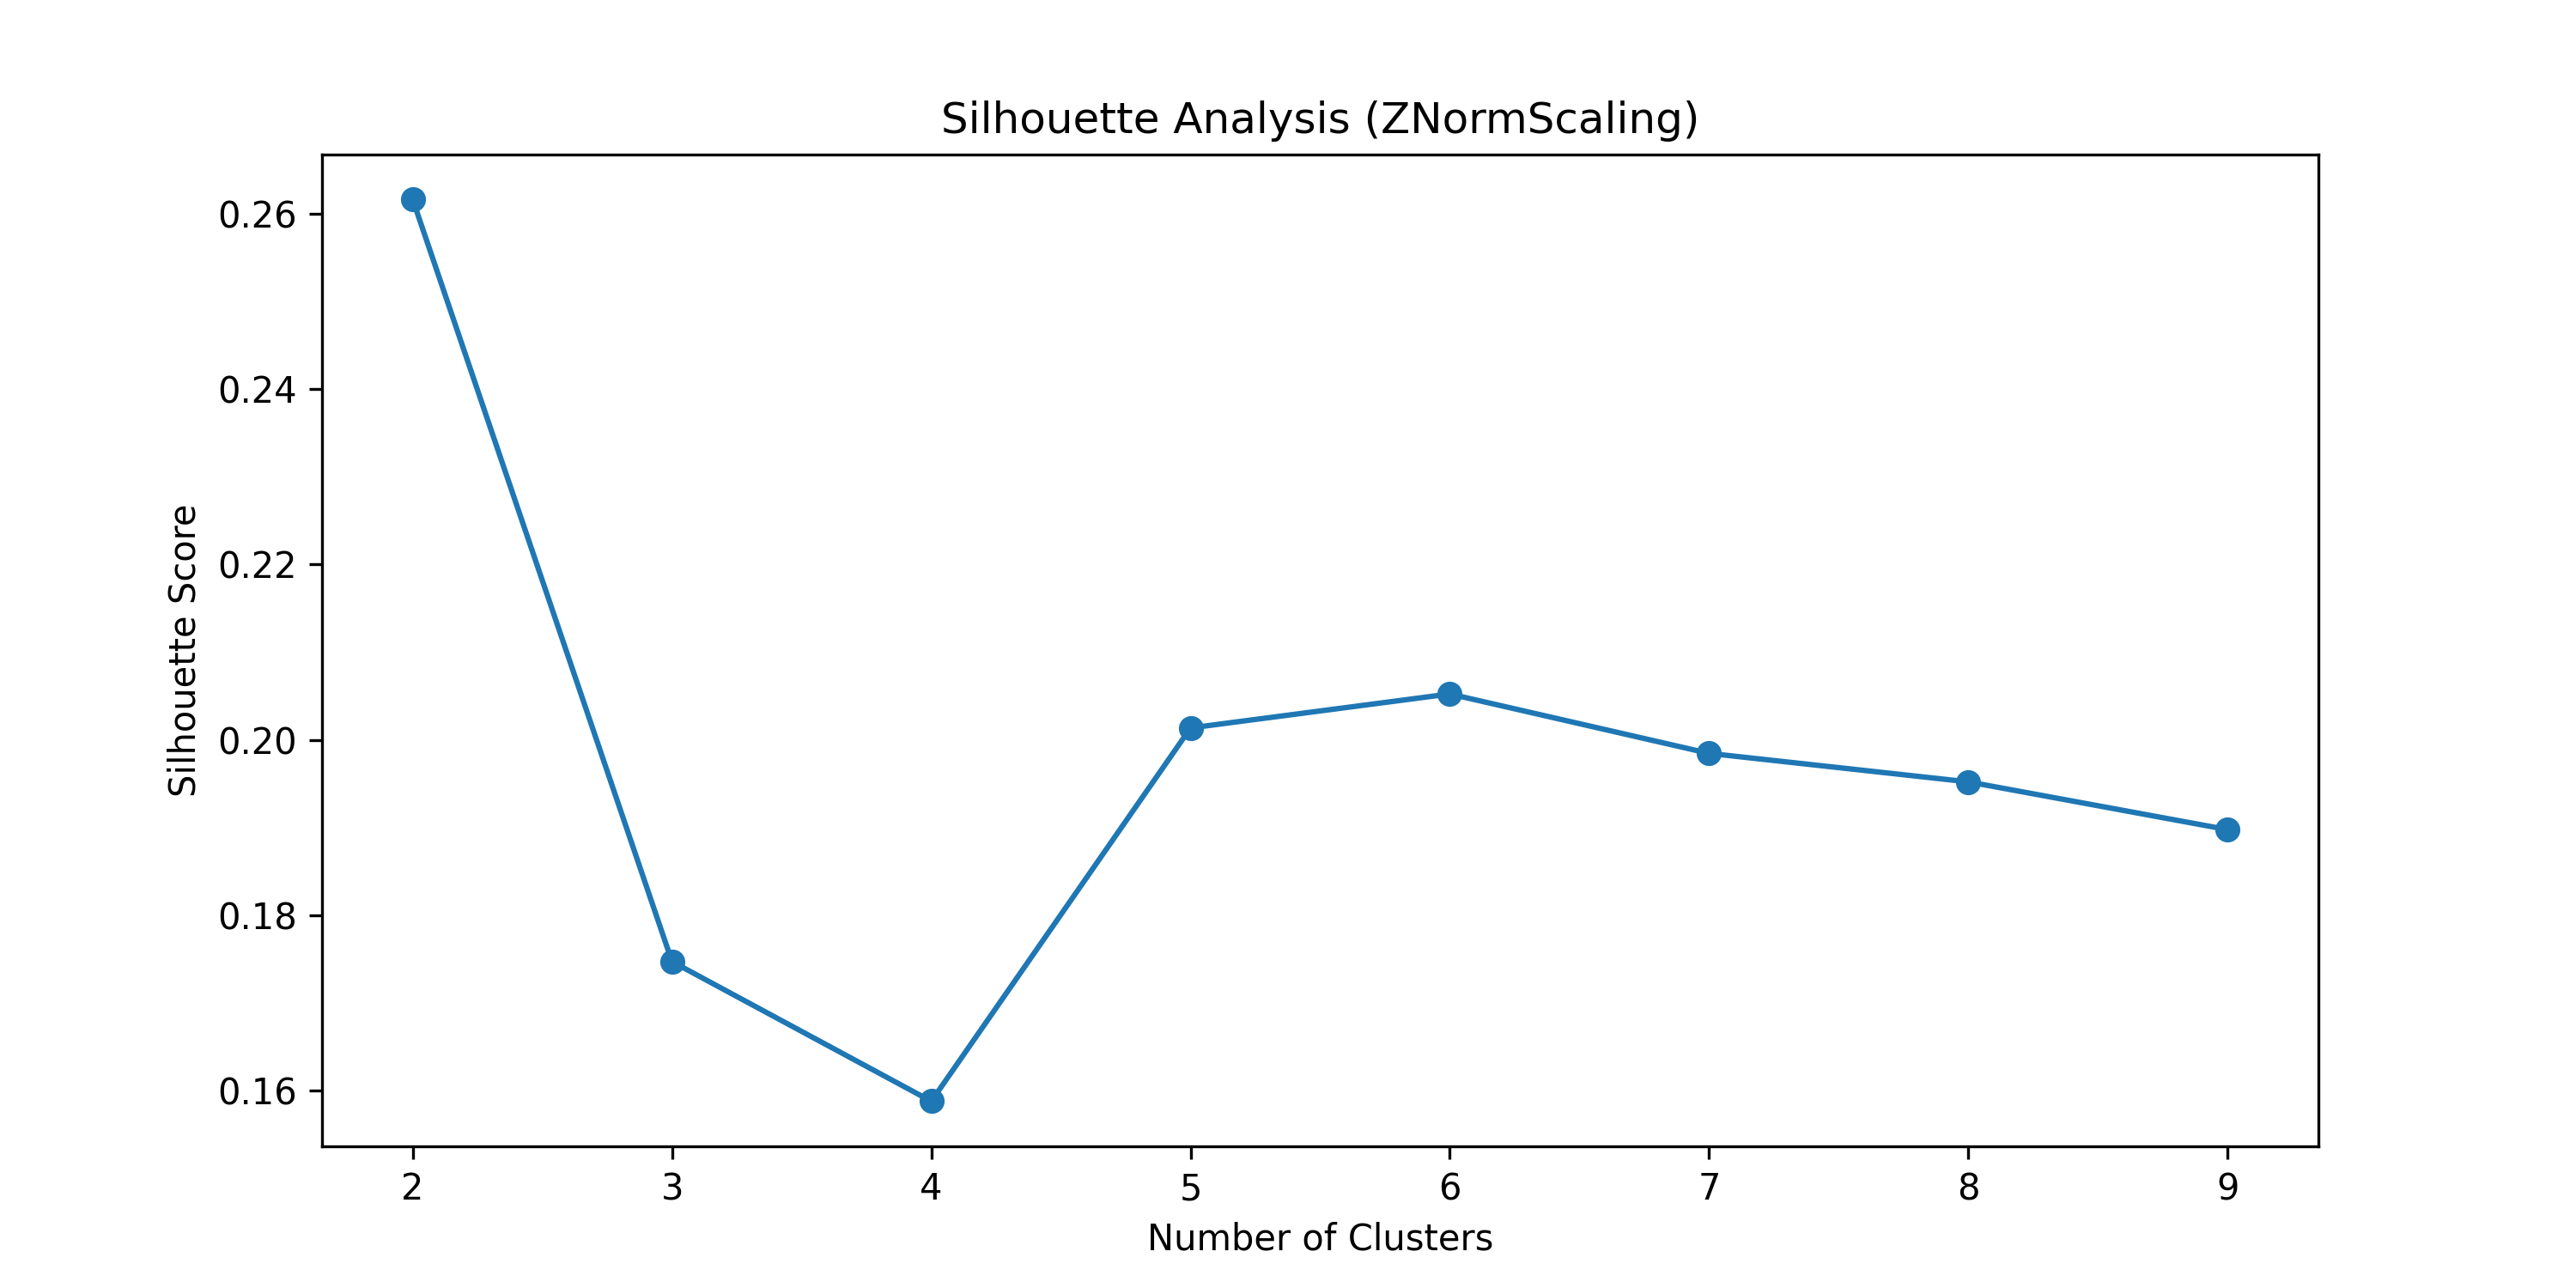 Silhouette Analysis (ZNormScaling)
Silhouette Score
0.26
0.24
0.22
0.20
0.18
0.16
2 3 4 5 6 7 8 9
Number of Clusters